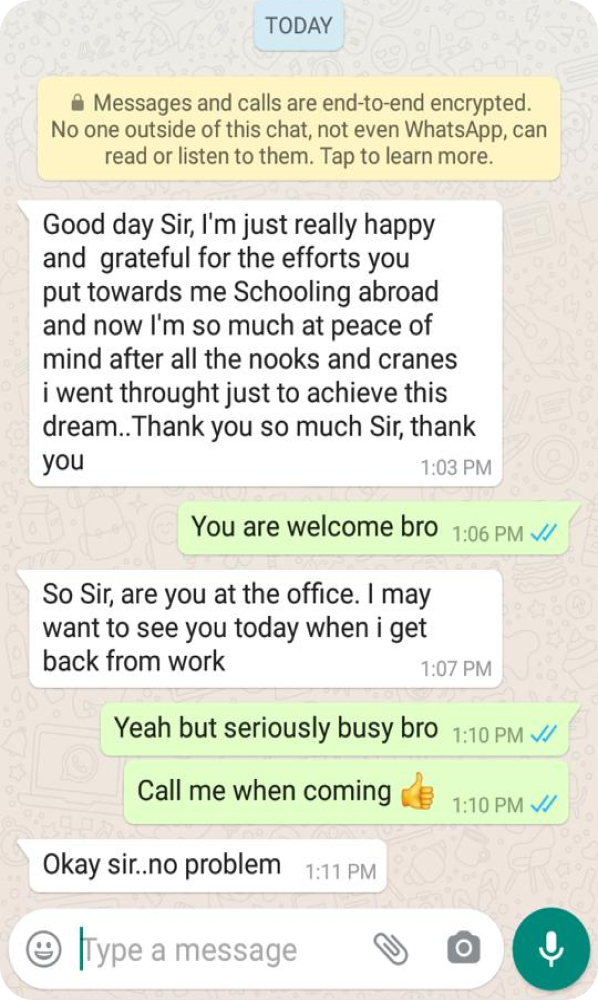 TODAY
Messages and calls are end-to-end encrypted.
No one outside of this chat, not even WhatsApp, can
read or listen to them. Tap to learn more.
Good day Sir, I'm just really happy
and  grateful for the efforts you
put towards me Schooling abroad
and now I'm so much at peace of
mind after all the nooks and cranes
i went throught just to achieve this
dream..Thank you so much Sir, thank
you 1:03 PM
You are welcome bro 1:06 PM
So Sir, are you at the office. I may
want to see you today when i get
back from work 1:07 PM
Yeah but seriously busy bro 1:10 PM
Call me when coming 👍 1:10 PM
Okay sir..no problem 1:11 PM
Type a message